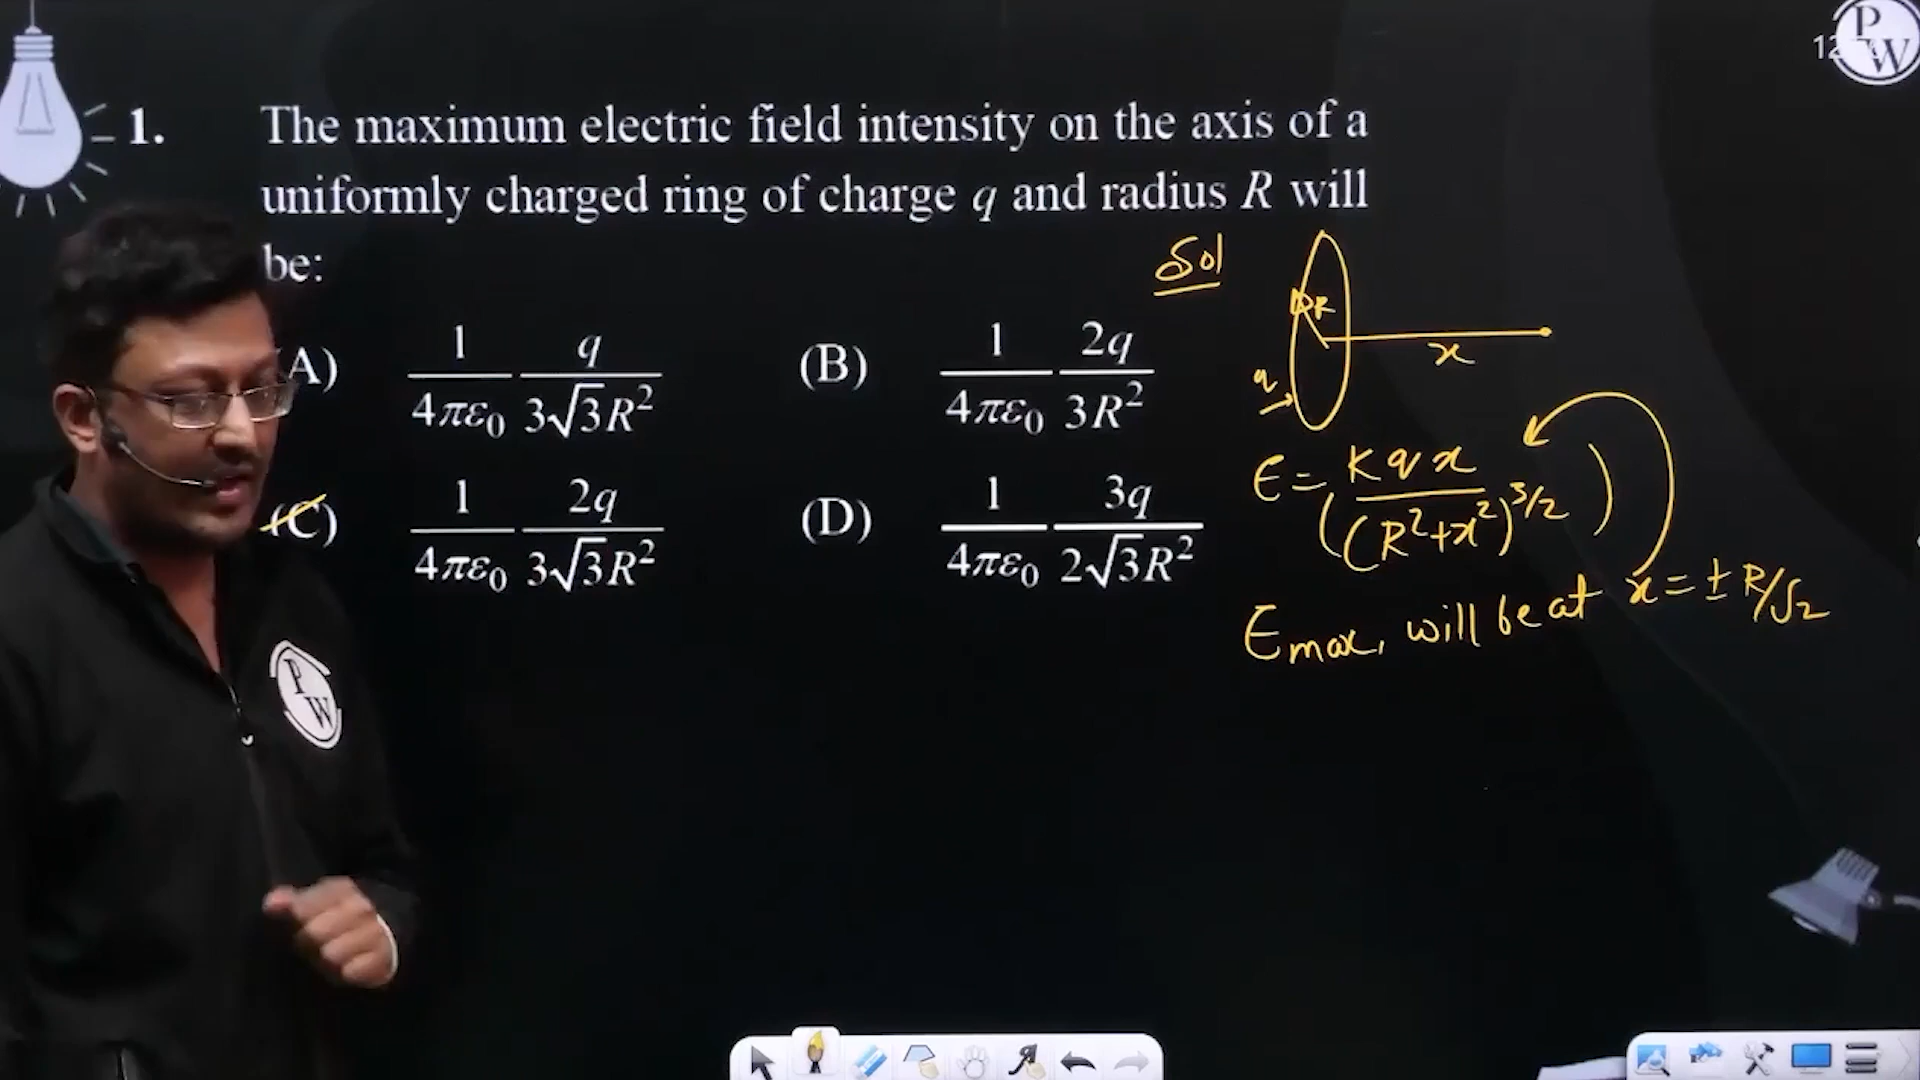 PW
1.
The maximum electric field intensity on the axis of a
uniformly charged ring of charge q and radius R will
be:
A) 1/4πε₀ q/3√3R²
(B) 1/4πε₀ 2q/3R²
(C) 1/4πε₀ 2q/3√3R²
(D) 1/4πε₀ 3q/2√3R²
Sol
R
x
q
E = (Kqx/(R²+x²)^3/2)
Emax, will be at x = ± R/√2
PW